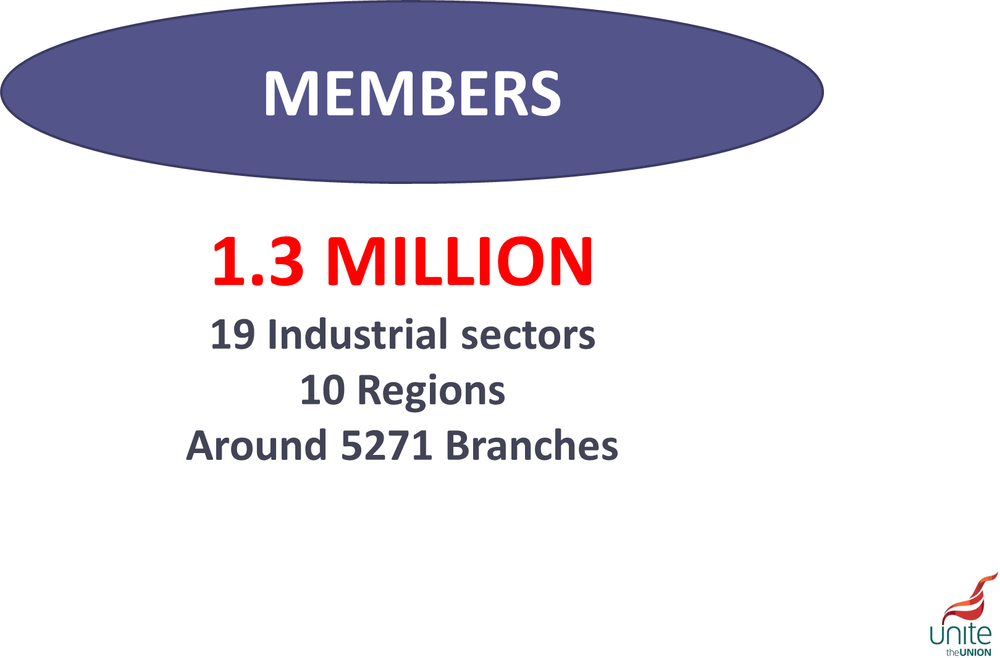 MEMBERS
1.3 MILLION
19 Industrial sectors
10 Regions
Around 5271 Branches
unite
theUNION